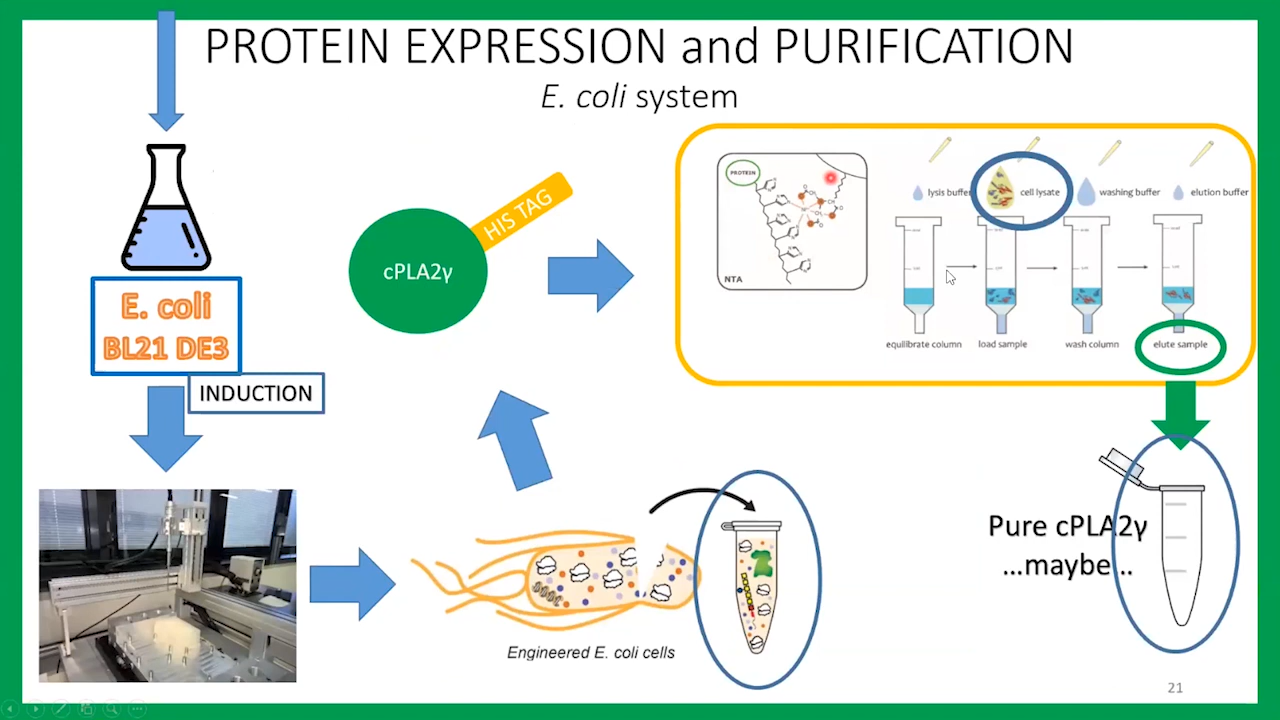 PROTEIN EXPRESSION and PURIFICATION
E. coli system
E. coli
BL21 DE3
INDUCTION
cPLA2γ
HIS TAG
PROTEIN
NTA
lysis buffer
cell lysate
washing buffer
elution buffer
equilibrate column
load sample
wash column
elute sample
Engineered E. coli cells
Pure cPLA2γ
...maybe...
21